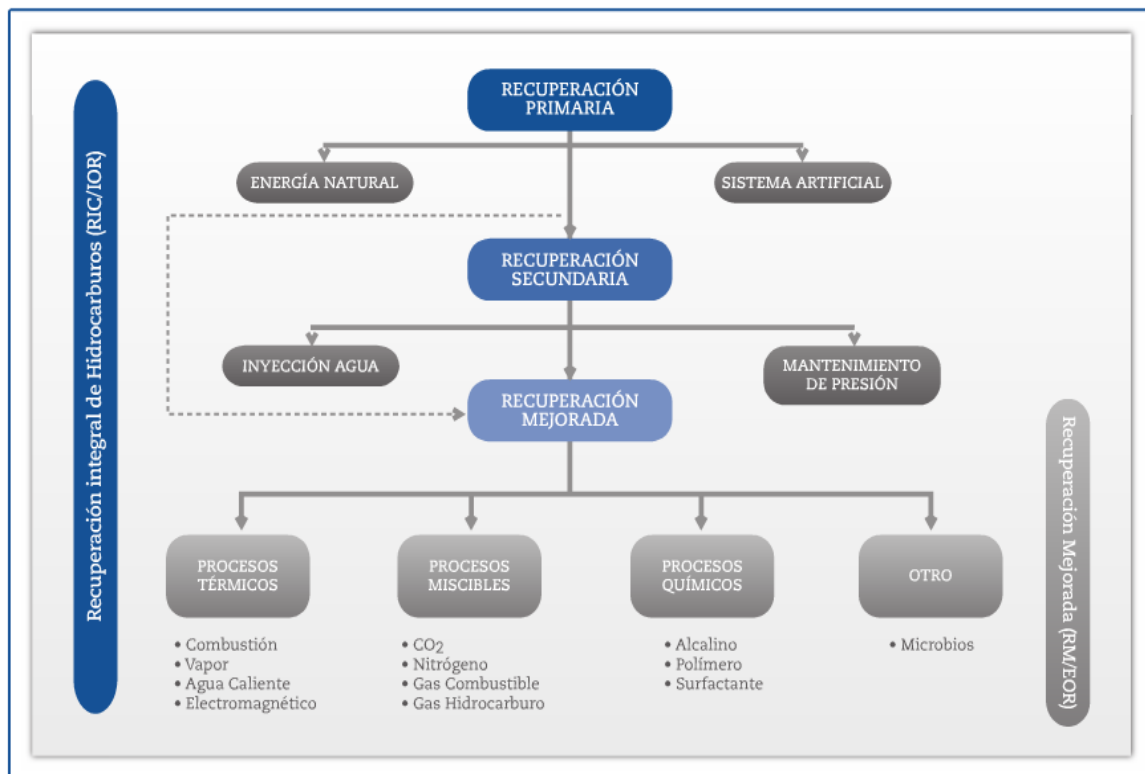 Recuperación integral de Hidrocarburos (RIC/IOR)
RECUPERACIÓN
PRIMARIA
ENERGÍA NATURAL
SISTEMA ARTIFICIAL
RECUPERACIÓN
SECUNDARIA
INYECCIÓN AGUA
MANTENIMIENTO
DE PRESIÓN
RECUPERACIÓN
MEJORADA
Recuperación Mejorada (RM/EOR)
PROCESOS
TÉRMICOS
• Combustión
• Vapor
• Agua Caliente
• Electromagnético
PROCESOS
MISCIBLES
• CO2
• Nitrógeno
• Gas Combustible
• Gas Hidrocarburo
PROCESOS
QUÍMICOS
• Alcalino
• Polímero
• Surfactante
OTRO
• Microbios